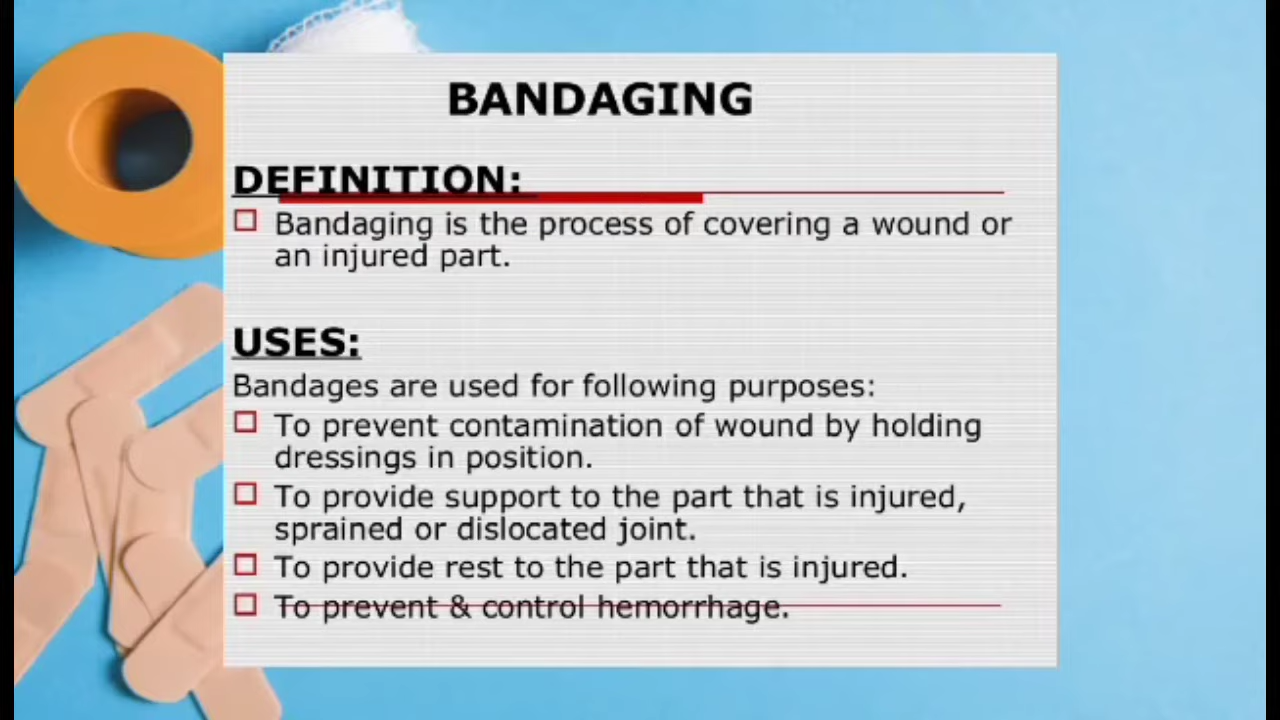 BANDAGING
DEFINITION:
Bandaging is the process of covering a wound or
an injured part.
USES:
Bandages are used for following purposes:
To prevent contamination of wound by holding
dressings in position.
To provide support to the part that is injured,
sprained or dislocated joint.
To provide rest to the part that is injured.
To prevent & control hemorrhage.